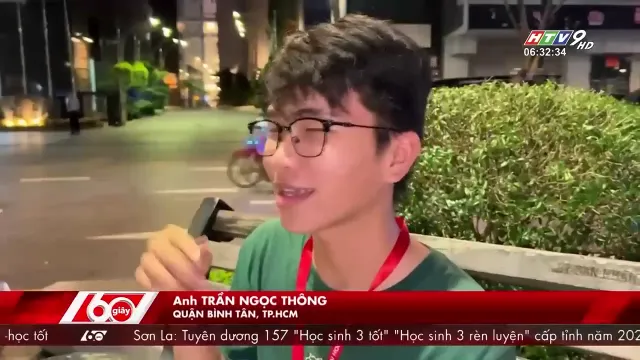 HTV9HD
06:32:34
60 giây
Anh TRẦN NGỌC THÔNG
QUẬN BÌNH TÂN, TP.HCM
-học tốt 60 Sơn La: Tuyên dương 157 "Học sinh 3 tốt" "Học sinh 3 rèn luyện" cấp tỉnh năm 202